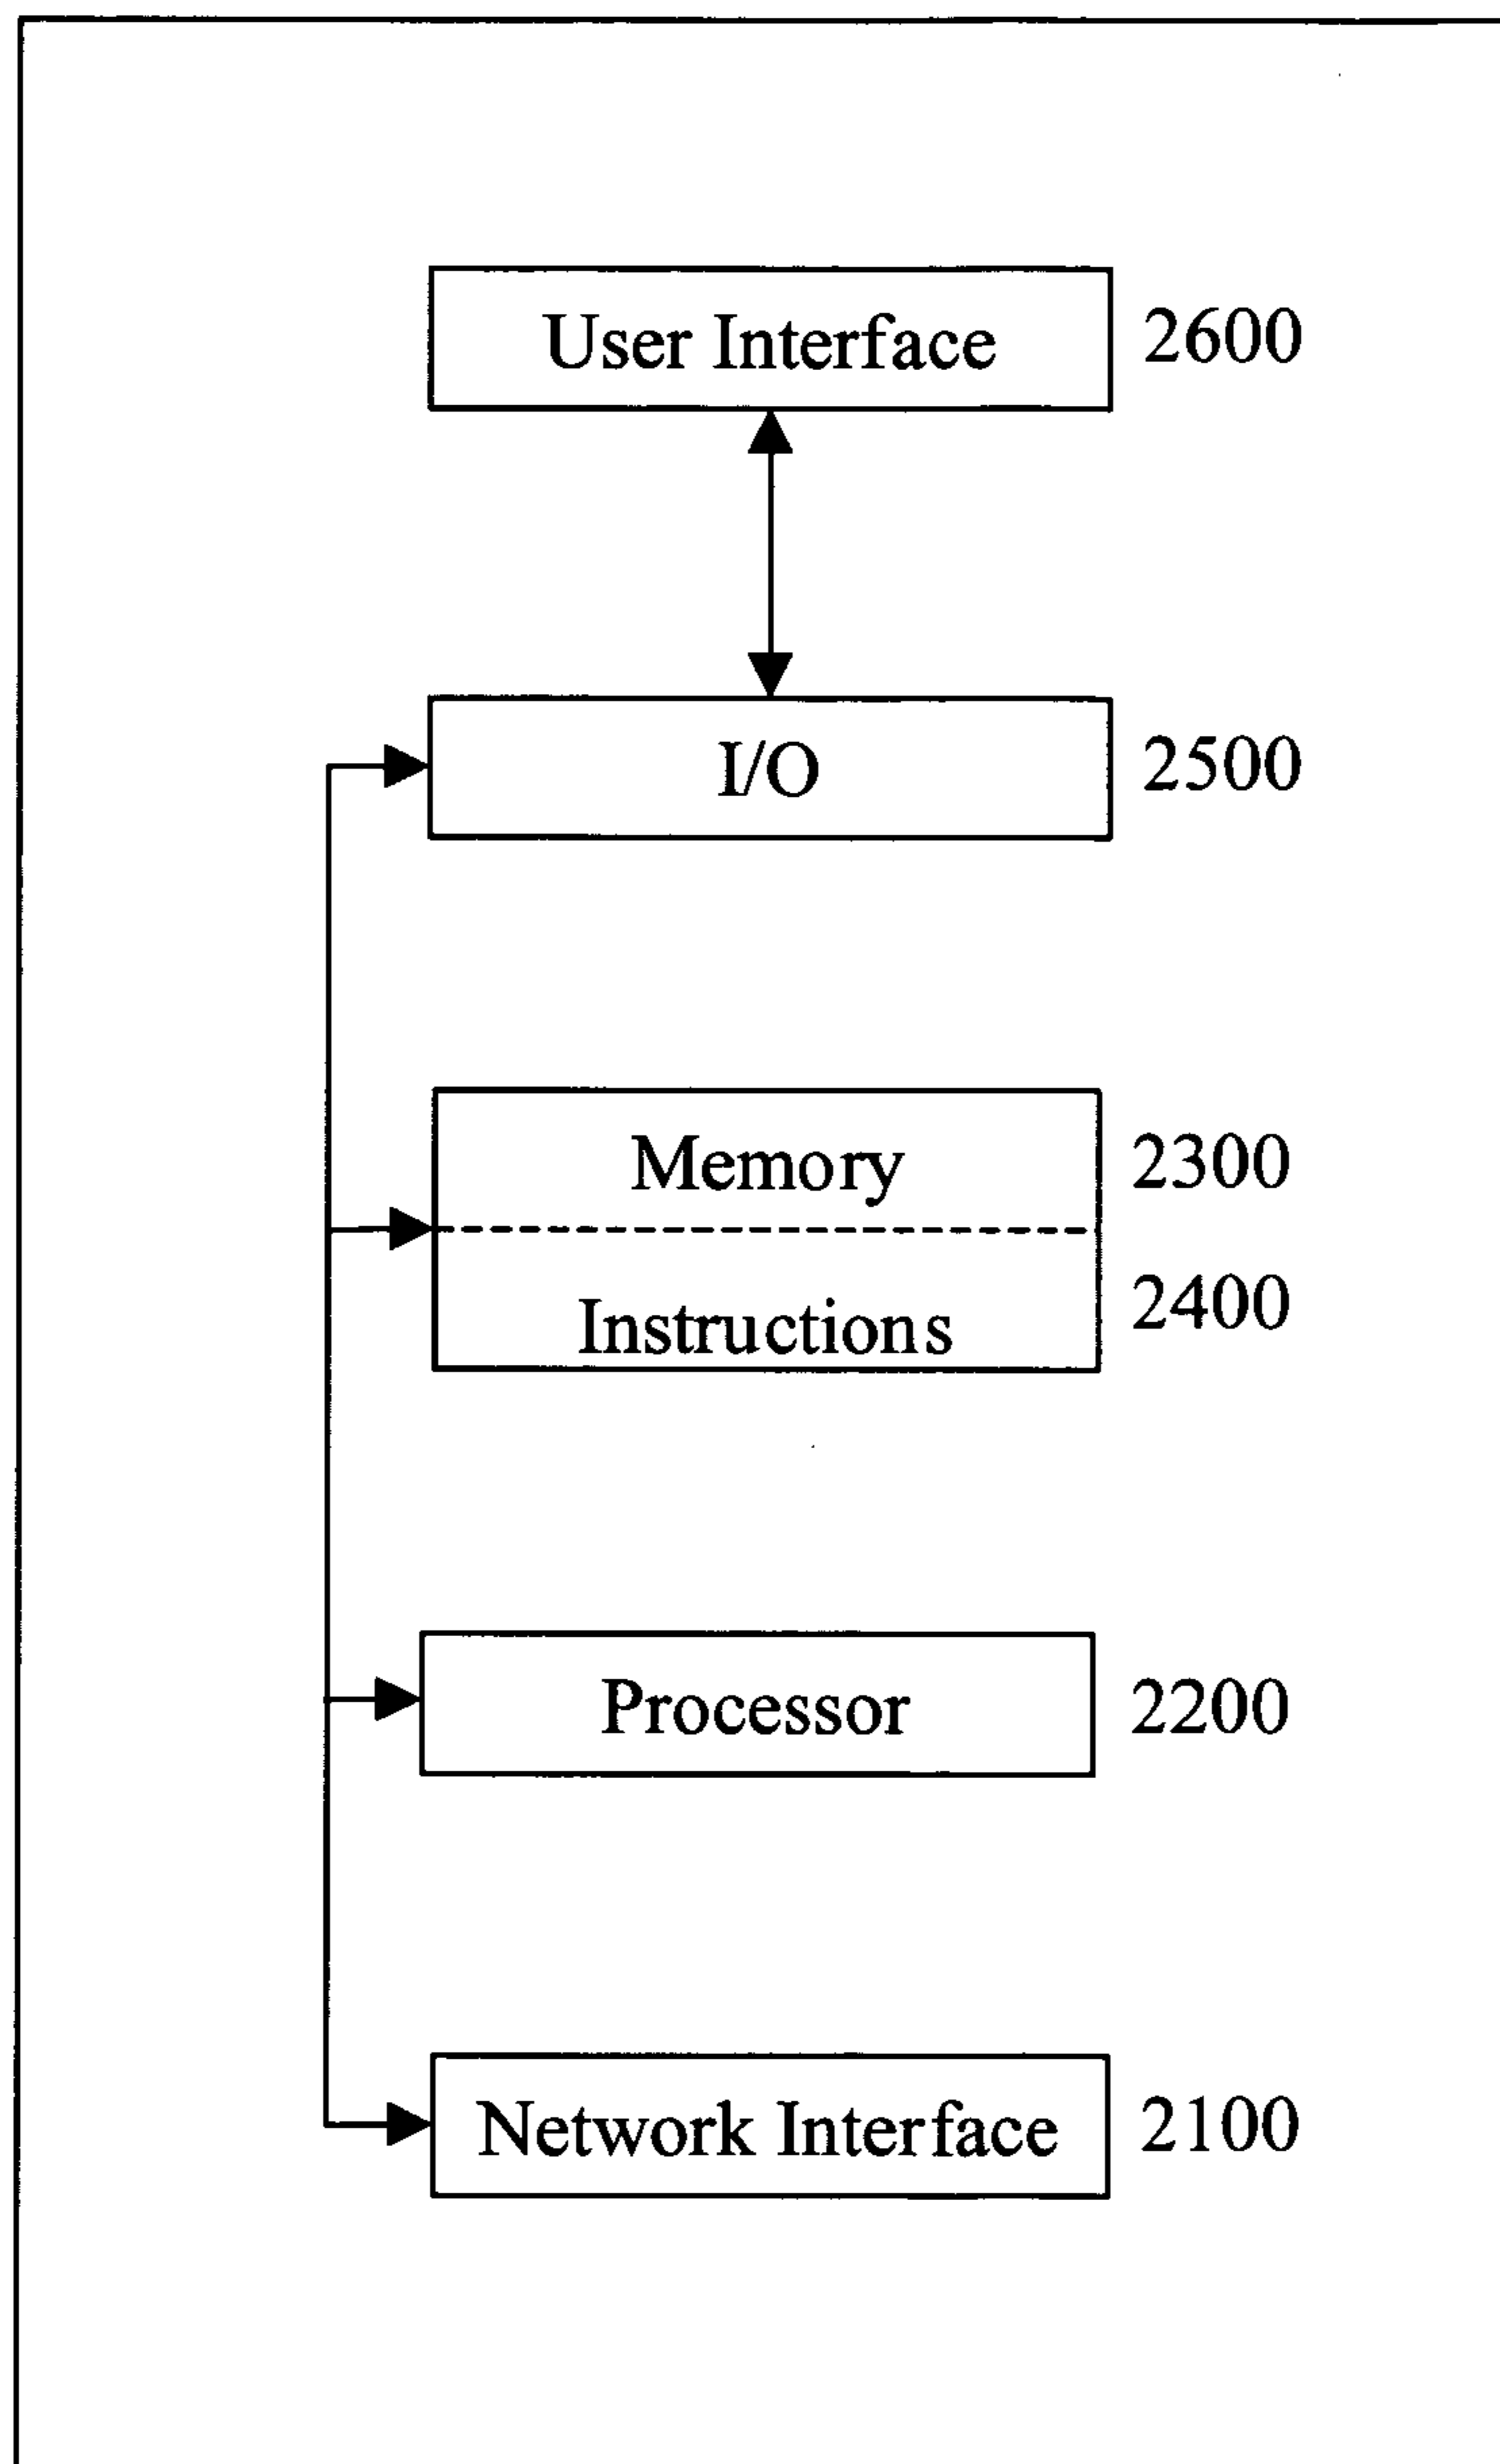 User Interface 2600
I/O 2500
Memory 2300
Instructions 2400
Processor 2200
Network Interface 2100